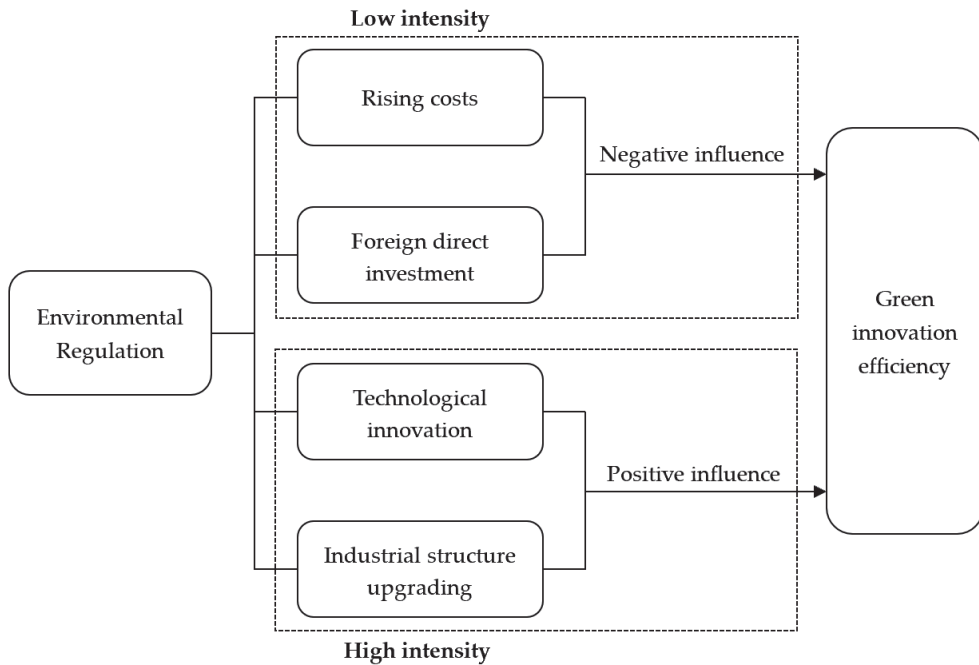 Low intensity
Rising costs
Negative influence
Foreign direct
investment
Environmental
Regulation
Green
innovation
efficiency
Technological
innovation
Positive influence
Industrial structure
upgrading
High intensity